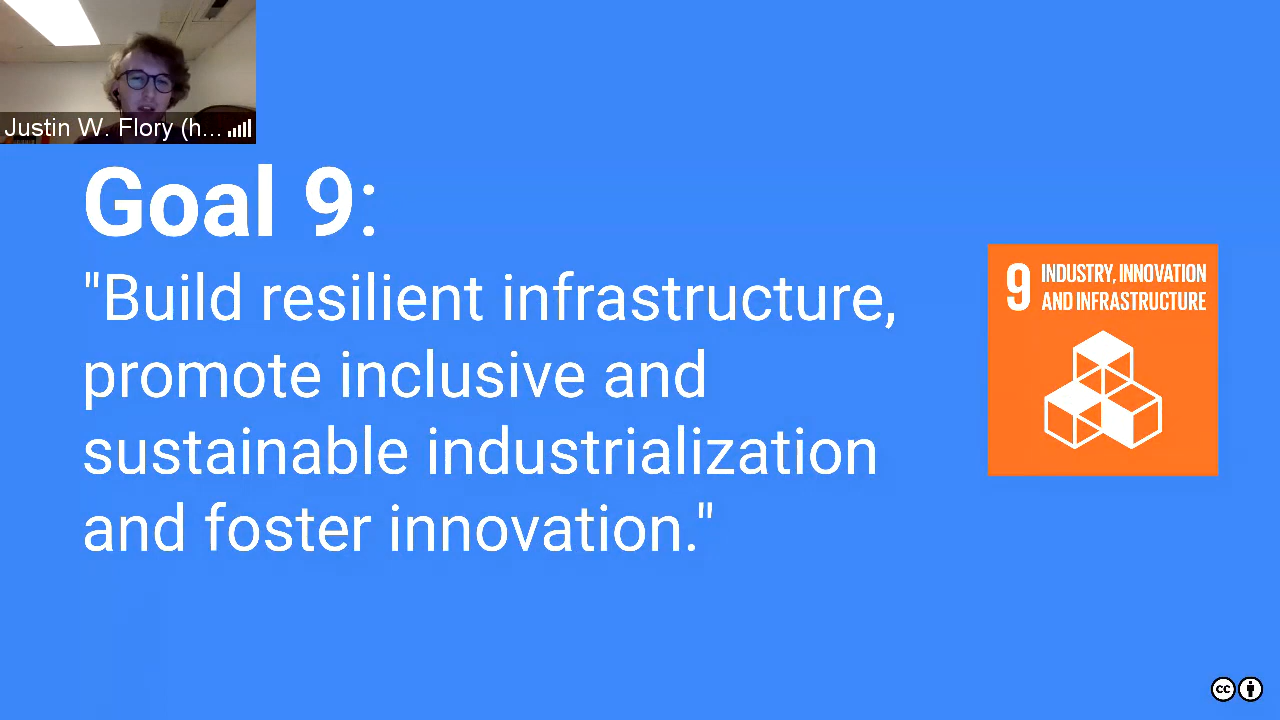 Justin W. Flory (h...
Goal 9:
"Build resilient infrastructure,
promote inclusive and
sustainable industrialization
and foster innovation."
9 INDUSTRY, INNOVATION
AND INFRASTRUCTURE
cc